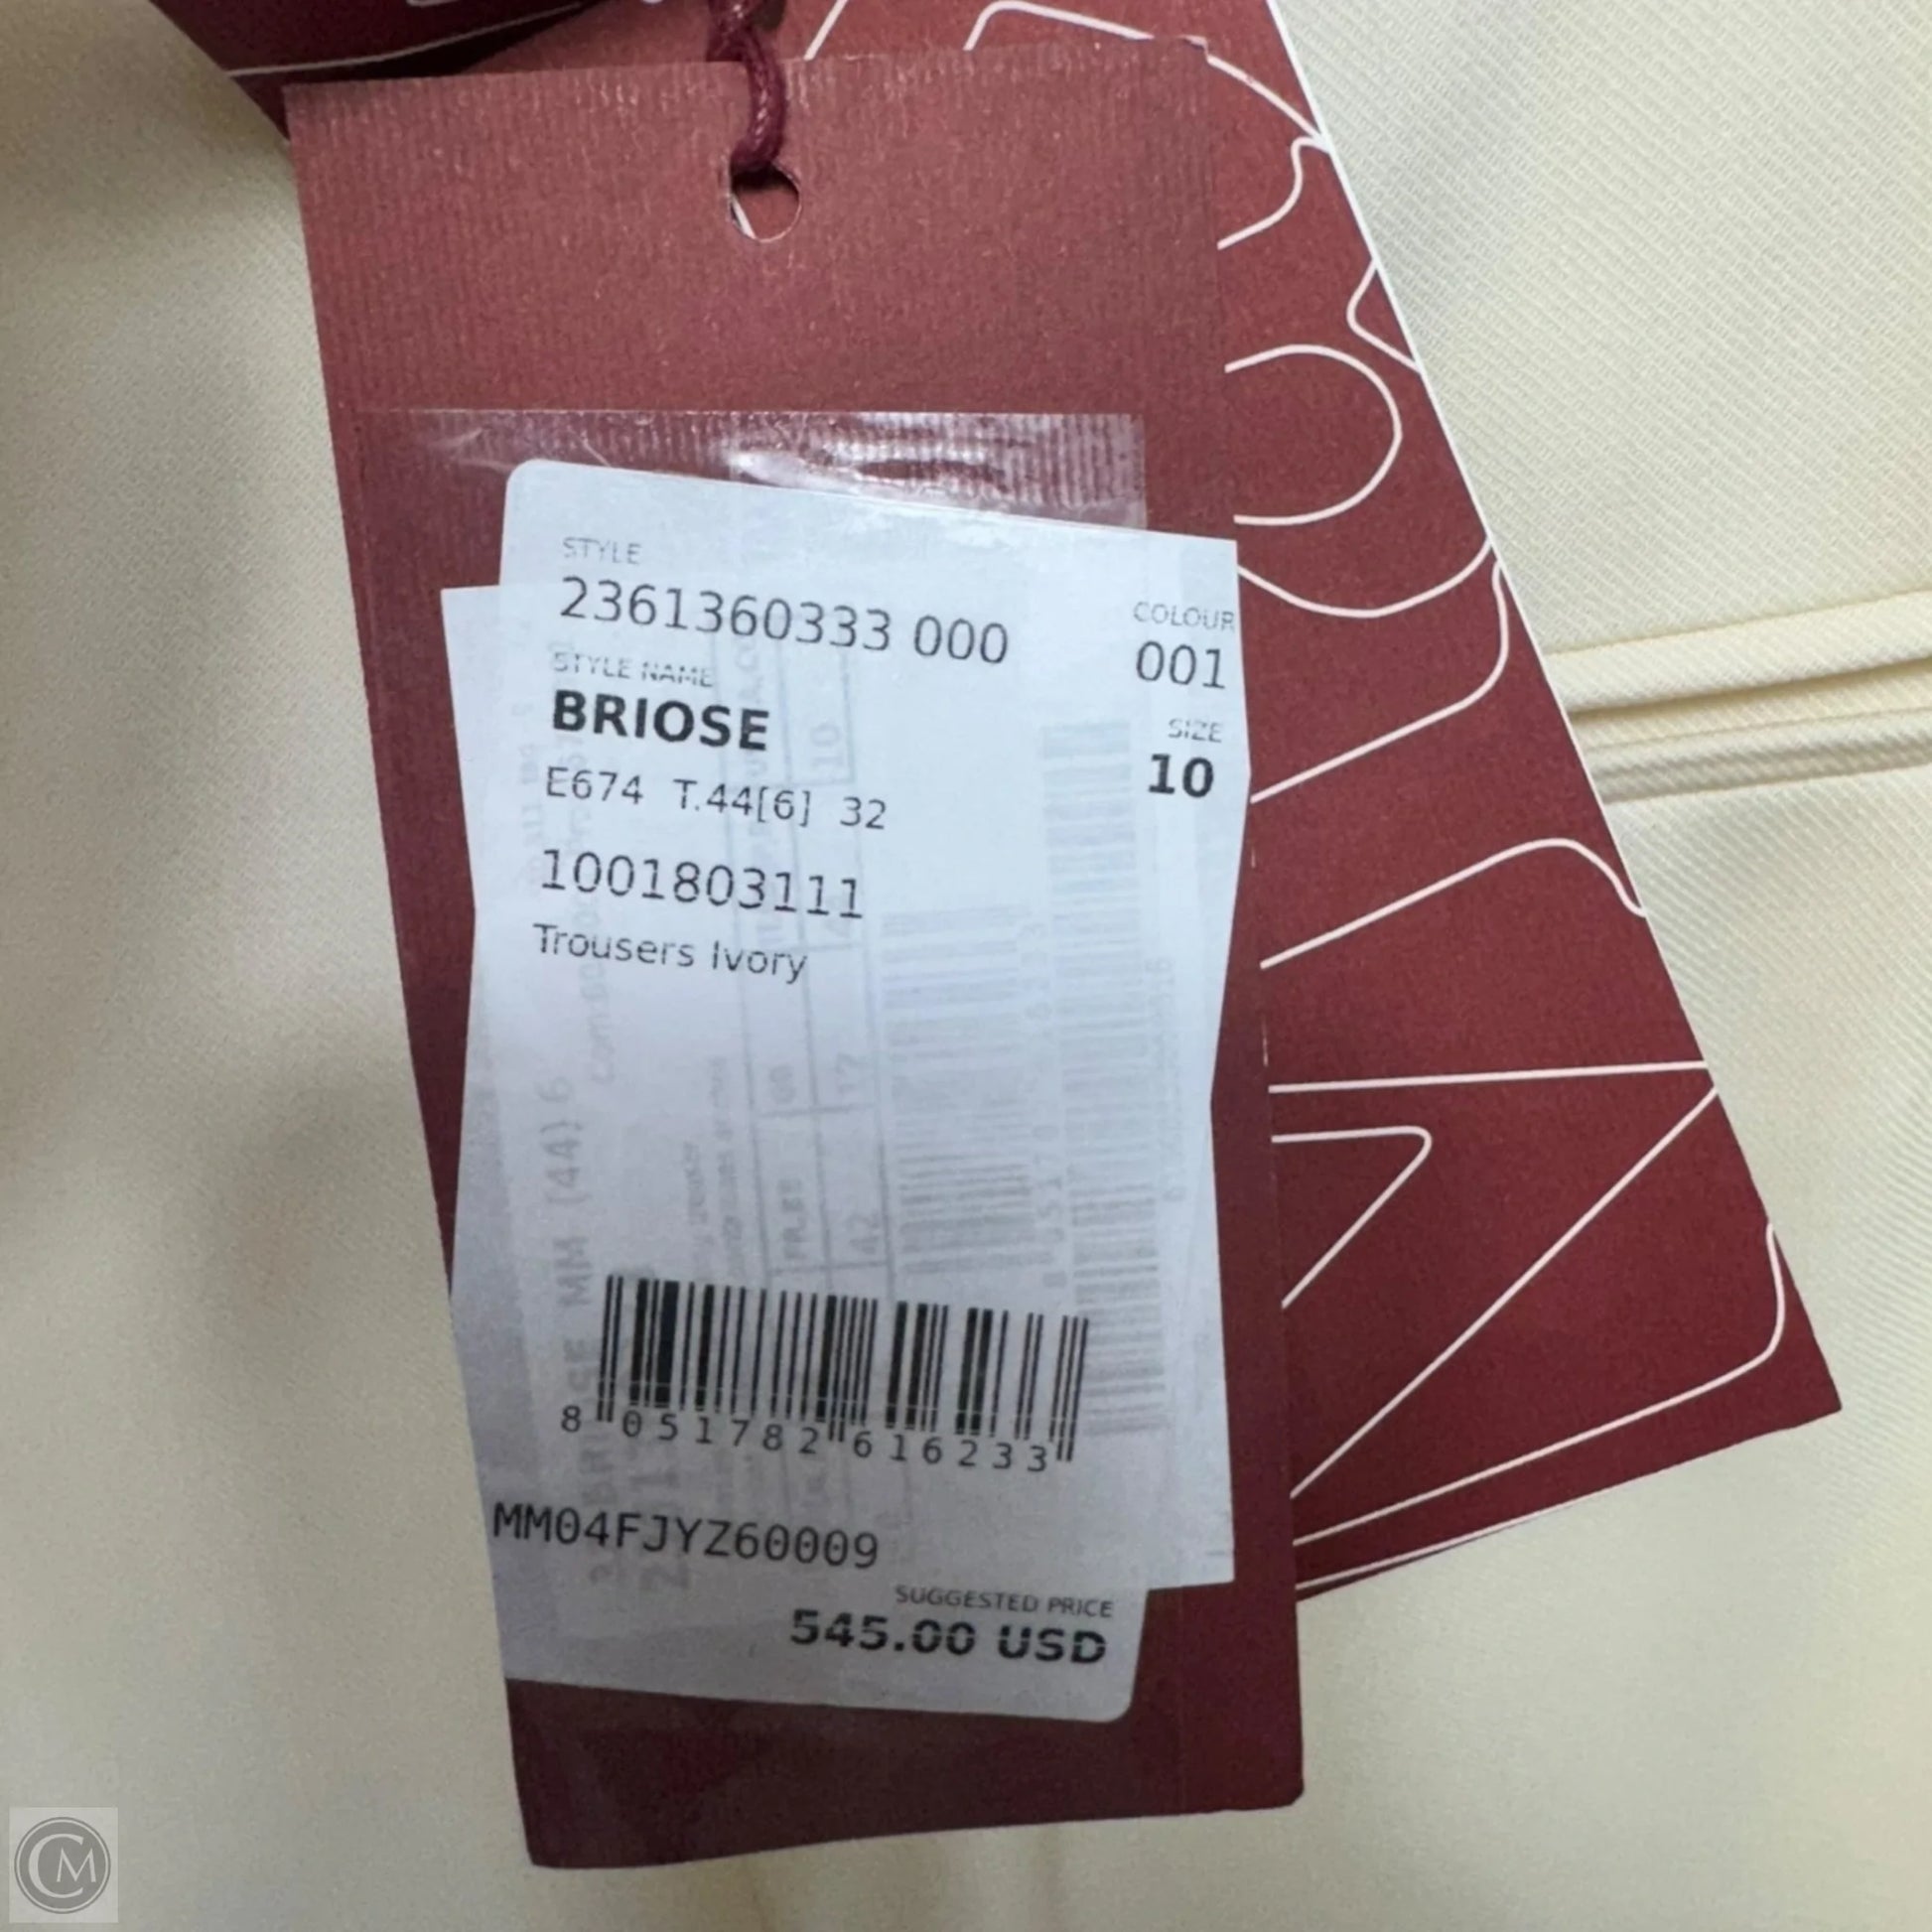 STYLE
2361360333 000
COLOUR
001
STYLE NAME
BRIOSE
SIZE
10
E674 T.44[6] 32
1001803111
Trousers Ivory
8 051782 616233
MM04FJYZ60009
SUGGESTED PRICE
545.00 USD
CM